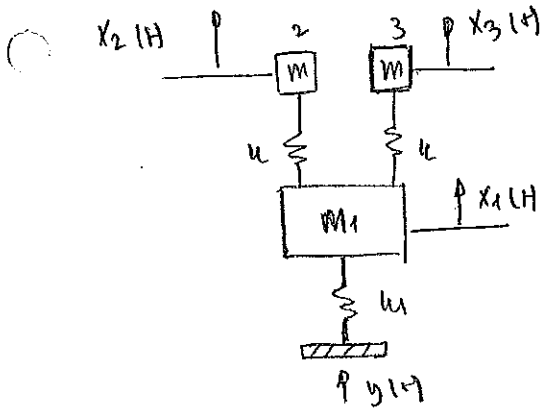 x₂(t) 2 3 x₃(t)
m m
k k
m₁ x₁(t)
k₁
y(t)